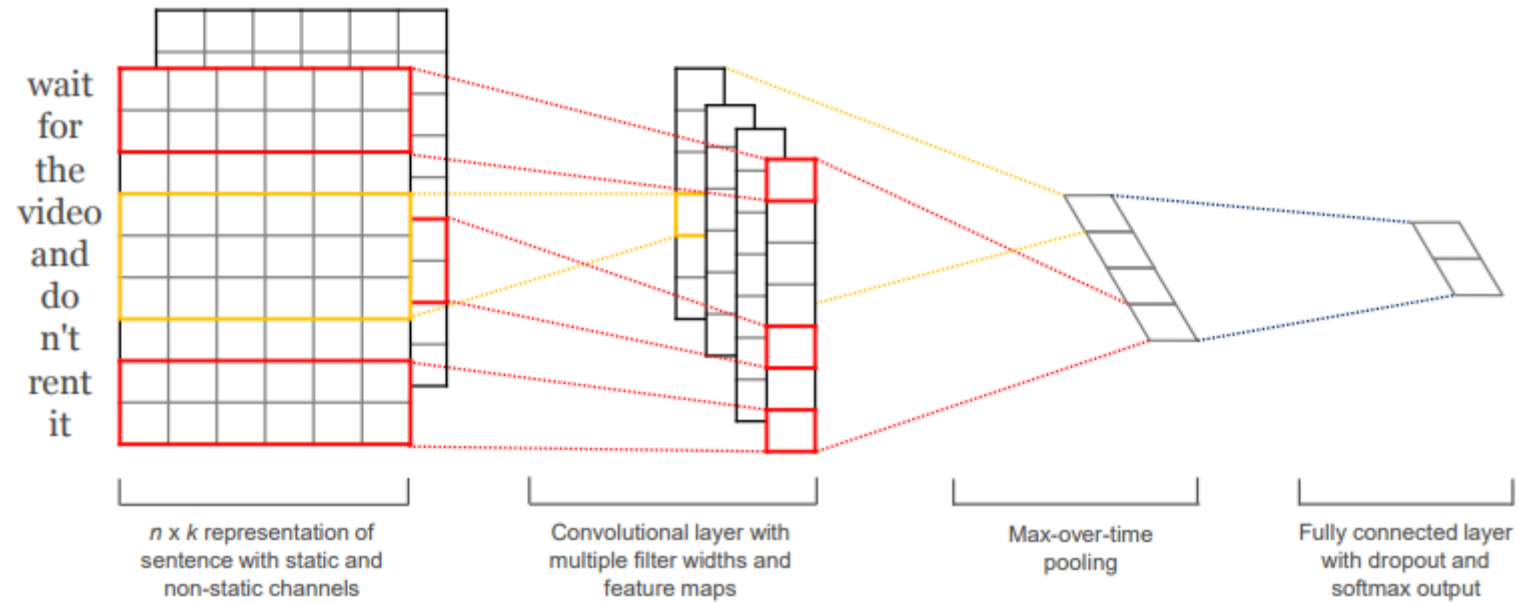 wait
for
the
video
and
do
n't
rent
it
n x k representation of
sentence with static and
non-static channels
Convolutional layer with
multiple filter widths and
feature maps
Max-over-time
pooling
Fully connected layer
with dropout and
softmax output